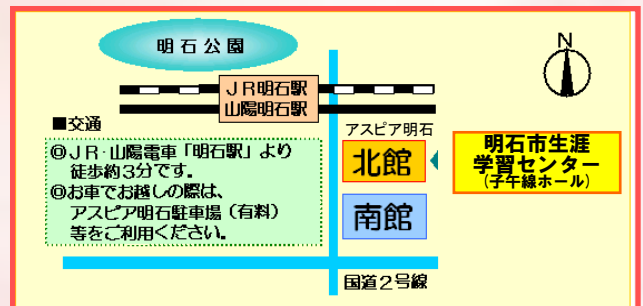 明石公園
N
JR明石駅
山陽明石駅
■交通
◎JR・山陽電車「明石駅」より
徒歩約3分です。
◎お車でお越しの際は、
アスピア明石駐車場（有料）
等をご利用ください。
アスピア明石
北館
南館
明石市生涯
学習センター
(子午線ホール)
国道2号線